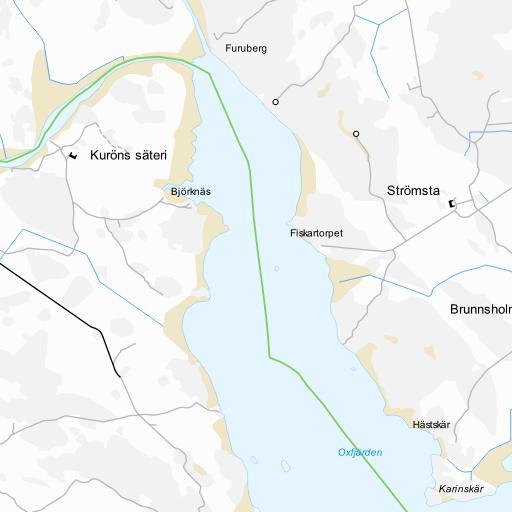 Furuberg
Kuröns säteri
Björknäs
Strömsta
Fiskartorpet
Brunnsholm
Hästskär
Oxfjärden
Karinskär